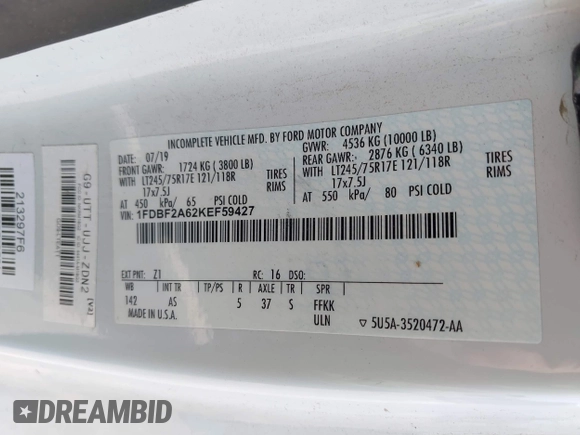 INCOMPLETE VEHICLE MFD. BY FORD MOTOR COMPANY
DATE: 07/19 GVWR: 4536 KG (10000 LB)
FRONT GAWR: 1724 KG ( 3800 LB) REAR GAWR: 2876 KG ( 6340 LB)
WITH LT245/75R17E 121/118R TIRES WITH LT245/75R17E 121/118R TIRES
17x7.5J RIMS 17x7.5J RIMS
AT 450 kPa/ 65 PSI COLD AT 550 kPa/ 80 PSI COLD
1FDBF2A62KEF59427
EXT PNT: Z1 RC: 16 DSO:
WB INT TR TP/PS R AXLE TR SPR
142 AS 5 37 S FFKK
MADE IN U.S.A. ULN ▽ 5U5A-3520472-AA
G9-UTT-UJJ-ZDN2
213297F6
DREAMBID